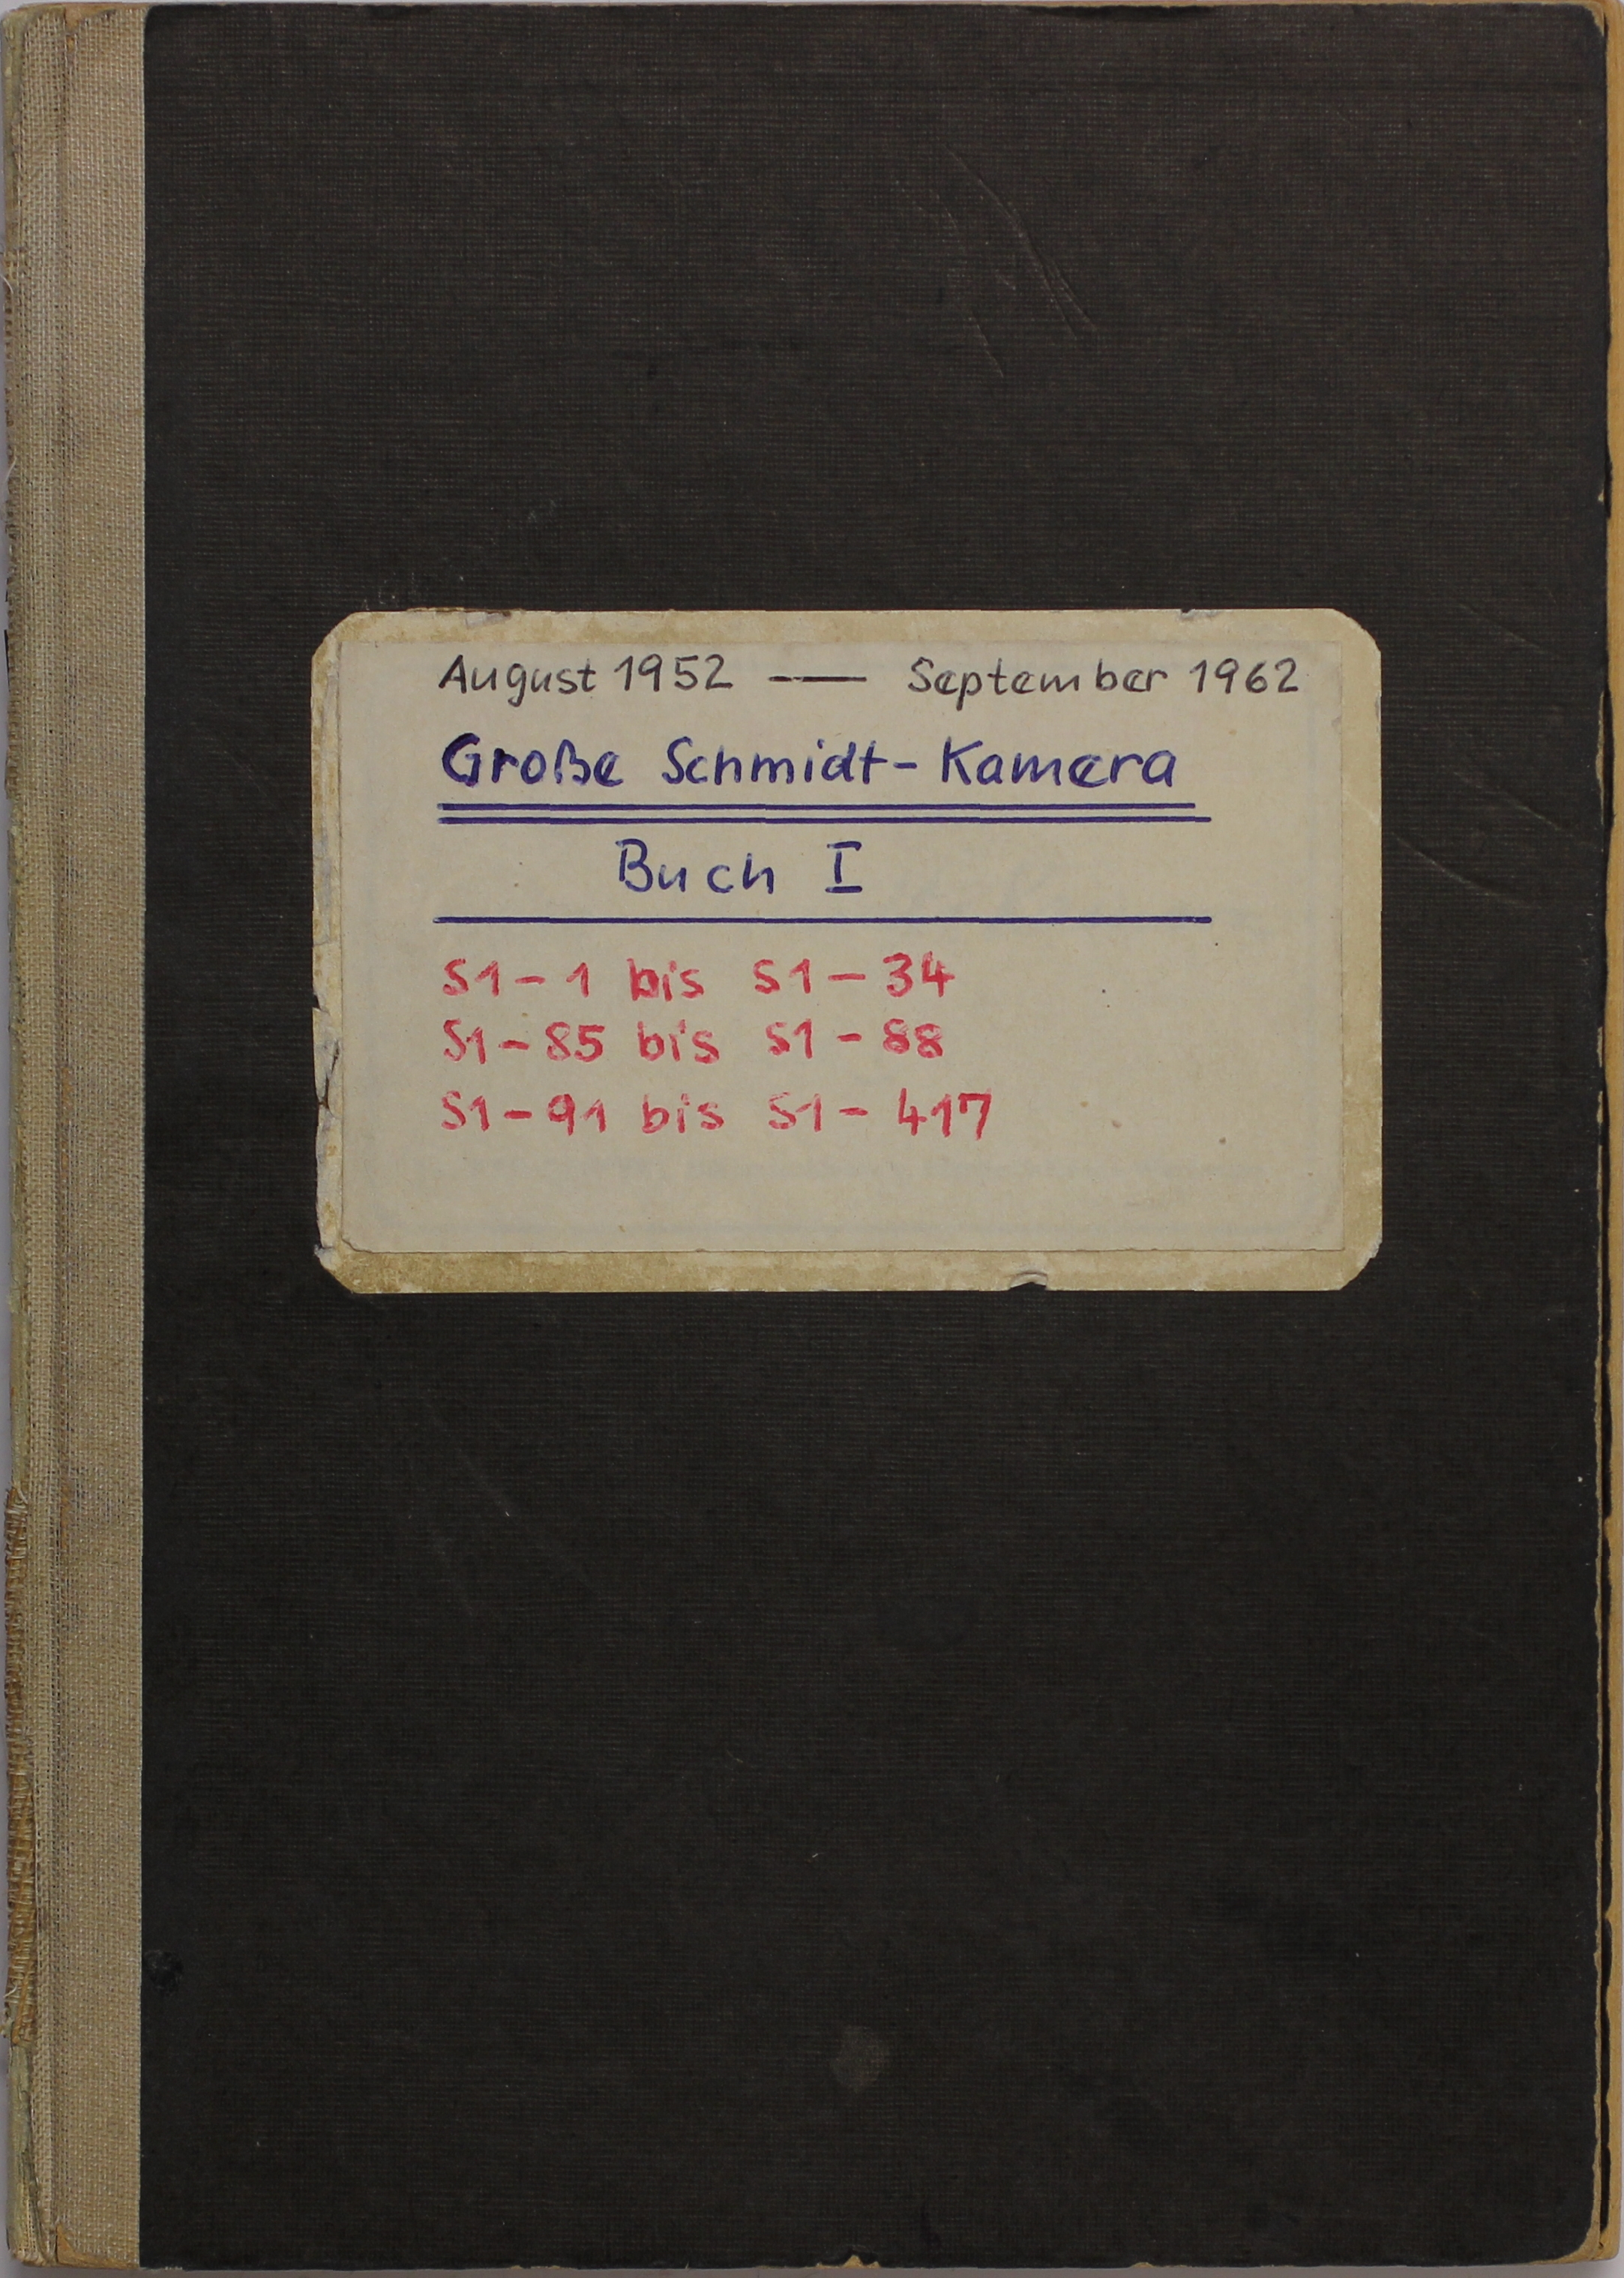 August 1952 —— September 1962
Große Schmidt-Kamera
Buch I
S1-1 bis S1-34
S1-85 bis S1-88
S1-91 bis S1-417